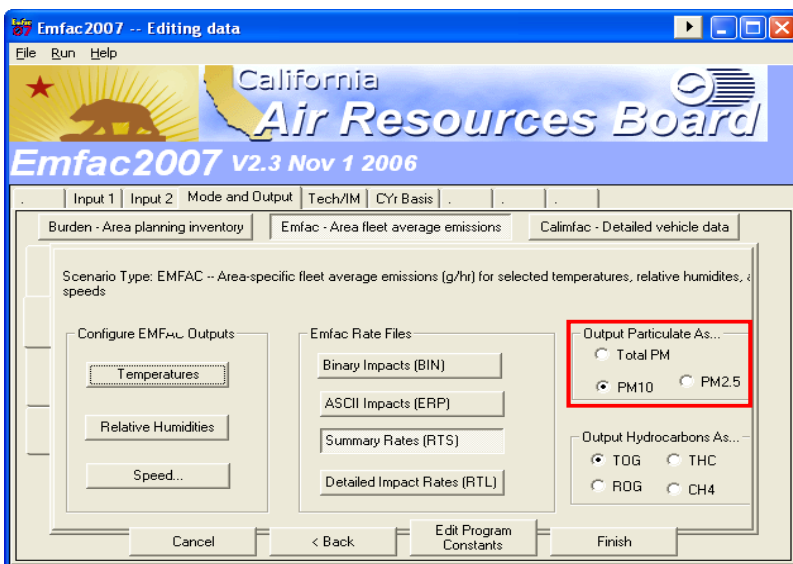 Emfac2007 -- Editing data
File Run Help
California
Air Resources Board
Emfac2007 V2.3 Nov 1 2006
. Input 1 Input 2 Mode and Output Tech/IM CYr Basis . . .
Burden - Area planning inventory Emfac - Area fleet average emissions Calimfac - Detailed vehicle data
Scenario Type: EMFAC -- Area-specific fleet average emissions (g/hr) for selected temperatures, relative humidites,
speeds
Configure EMFAC Outputs
Temperatures
Relative Humidities
Speed...
Emfac Rate Files
Binary Impacts (BIN)
ASCII Impacts (ERP)
Summary Rates (RTS)
Detailed Impact Rates (RTL)
Output Particulate As...
Total PM
PM10 PM2.5
Output Hydrocarbons As...
TOG THC
ROG CH4
Cancel < Back Edit Program Constants Finish